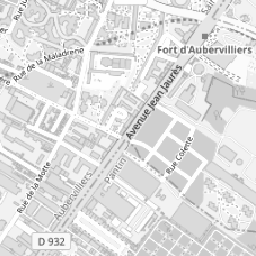 Rue de la Maladrerie
Fort d'Aubervilliers
Avenue Jean Jaurès
Rue Colette
Rue de la Motte
Aubervilliers
Pantin
D 932